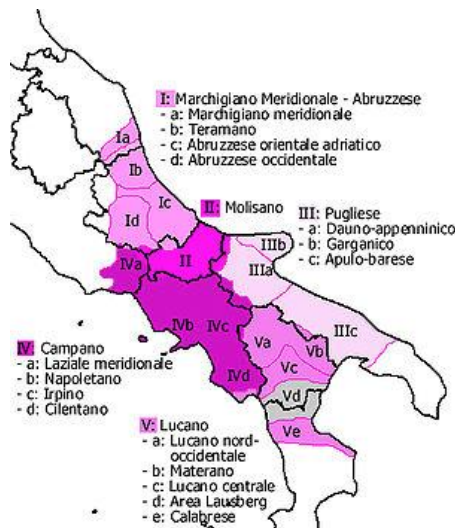 I: Marchigiano Meridionale - Abruzzese
- a: Marchigiano meridionale
- b: Teramano
- c: Abruzzese orientale adriatico
- d: Abruzzese occidentale
Ia
Ib
Ic
Id
II: Molisano
III: Pugliese
- a: Dauno-appenninico
- b: Garganico
- c: Apulo-barese
IIIb
IVa
II
IIIa
IVb
IVc
IIIc
Va
Vb
Vc
IVd
Vd
Ve
IV: Campano
- a: Laziale meridionale
- b: Napoletano
- c: Irpino
- d: Cilentano
V: Lucano
- a: Lucano nord-
occidentale
- b: Materano
- c: Lucano centrale
- d: Area Lausberg
- e: Calabrese